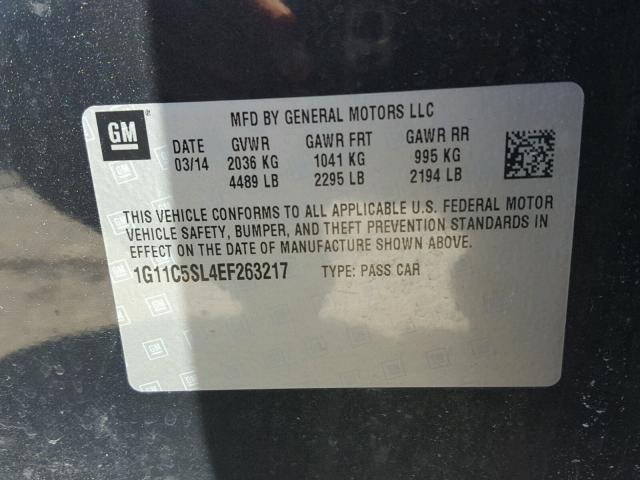 GM
MFD BY GENERAL MOTORS LLC
DATE GVWR GAWR FRT GAWR RR
03/14 2036 KG 1041 KG 995 KG
4489 LB 2295 LB 2194 LB
THIS VEHICLE CONFORMS TO ALL APPLICABLE U.S. FEDERAL MOTOR
VEHICLE SAFETY, BUMPER, AND THEFT PREVENTION STANDARDS IN
EFFECT ON THE DATE OF MANUFACTURE SHOWN ABOVE.
1G11C5SL4EF263217 TYPE: PASS CAR